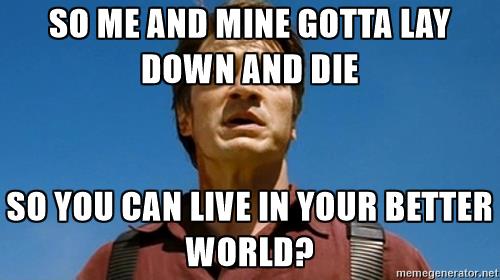 SO ME AND MINE GOTTA LAY
DOWN AND DIE
SO YOU CAN LIVE IN YOUR BETTER
WORLD?
memegenerator.net